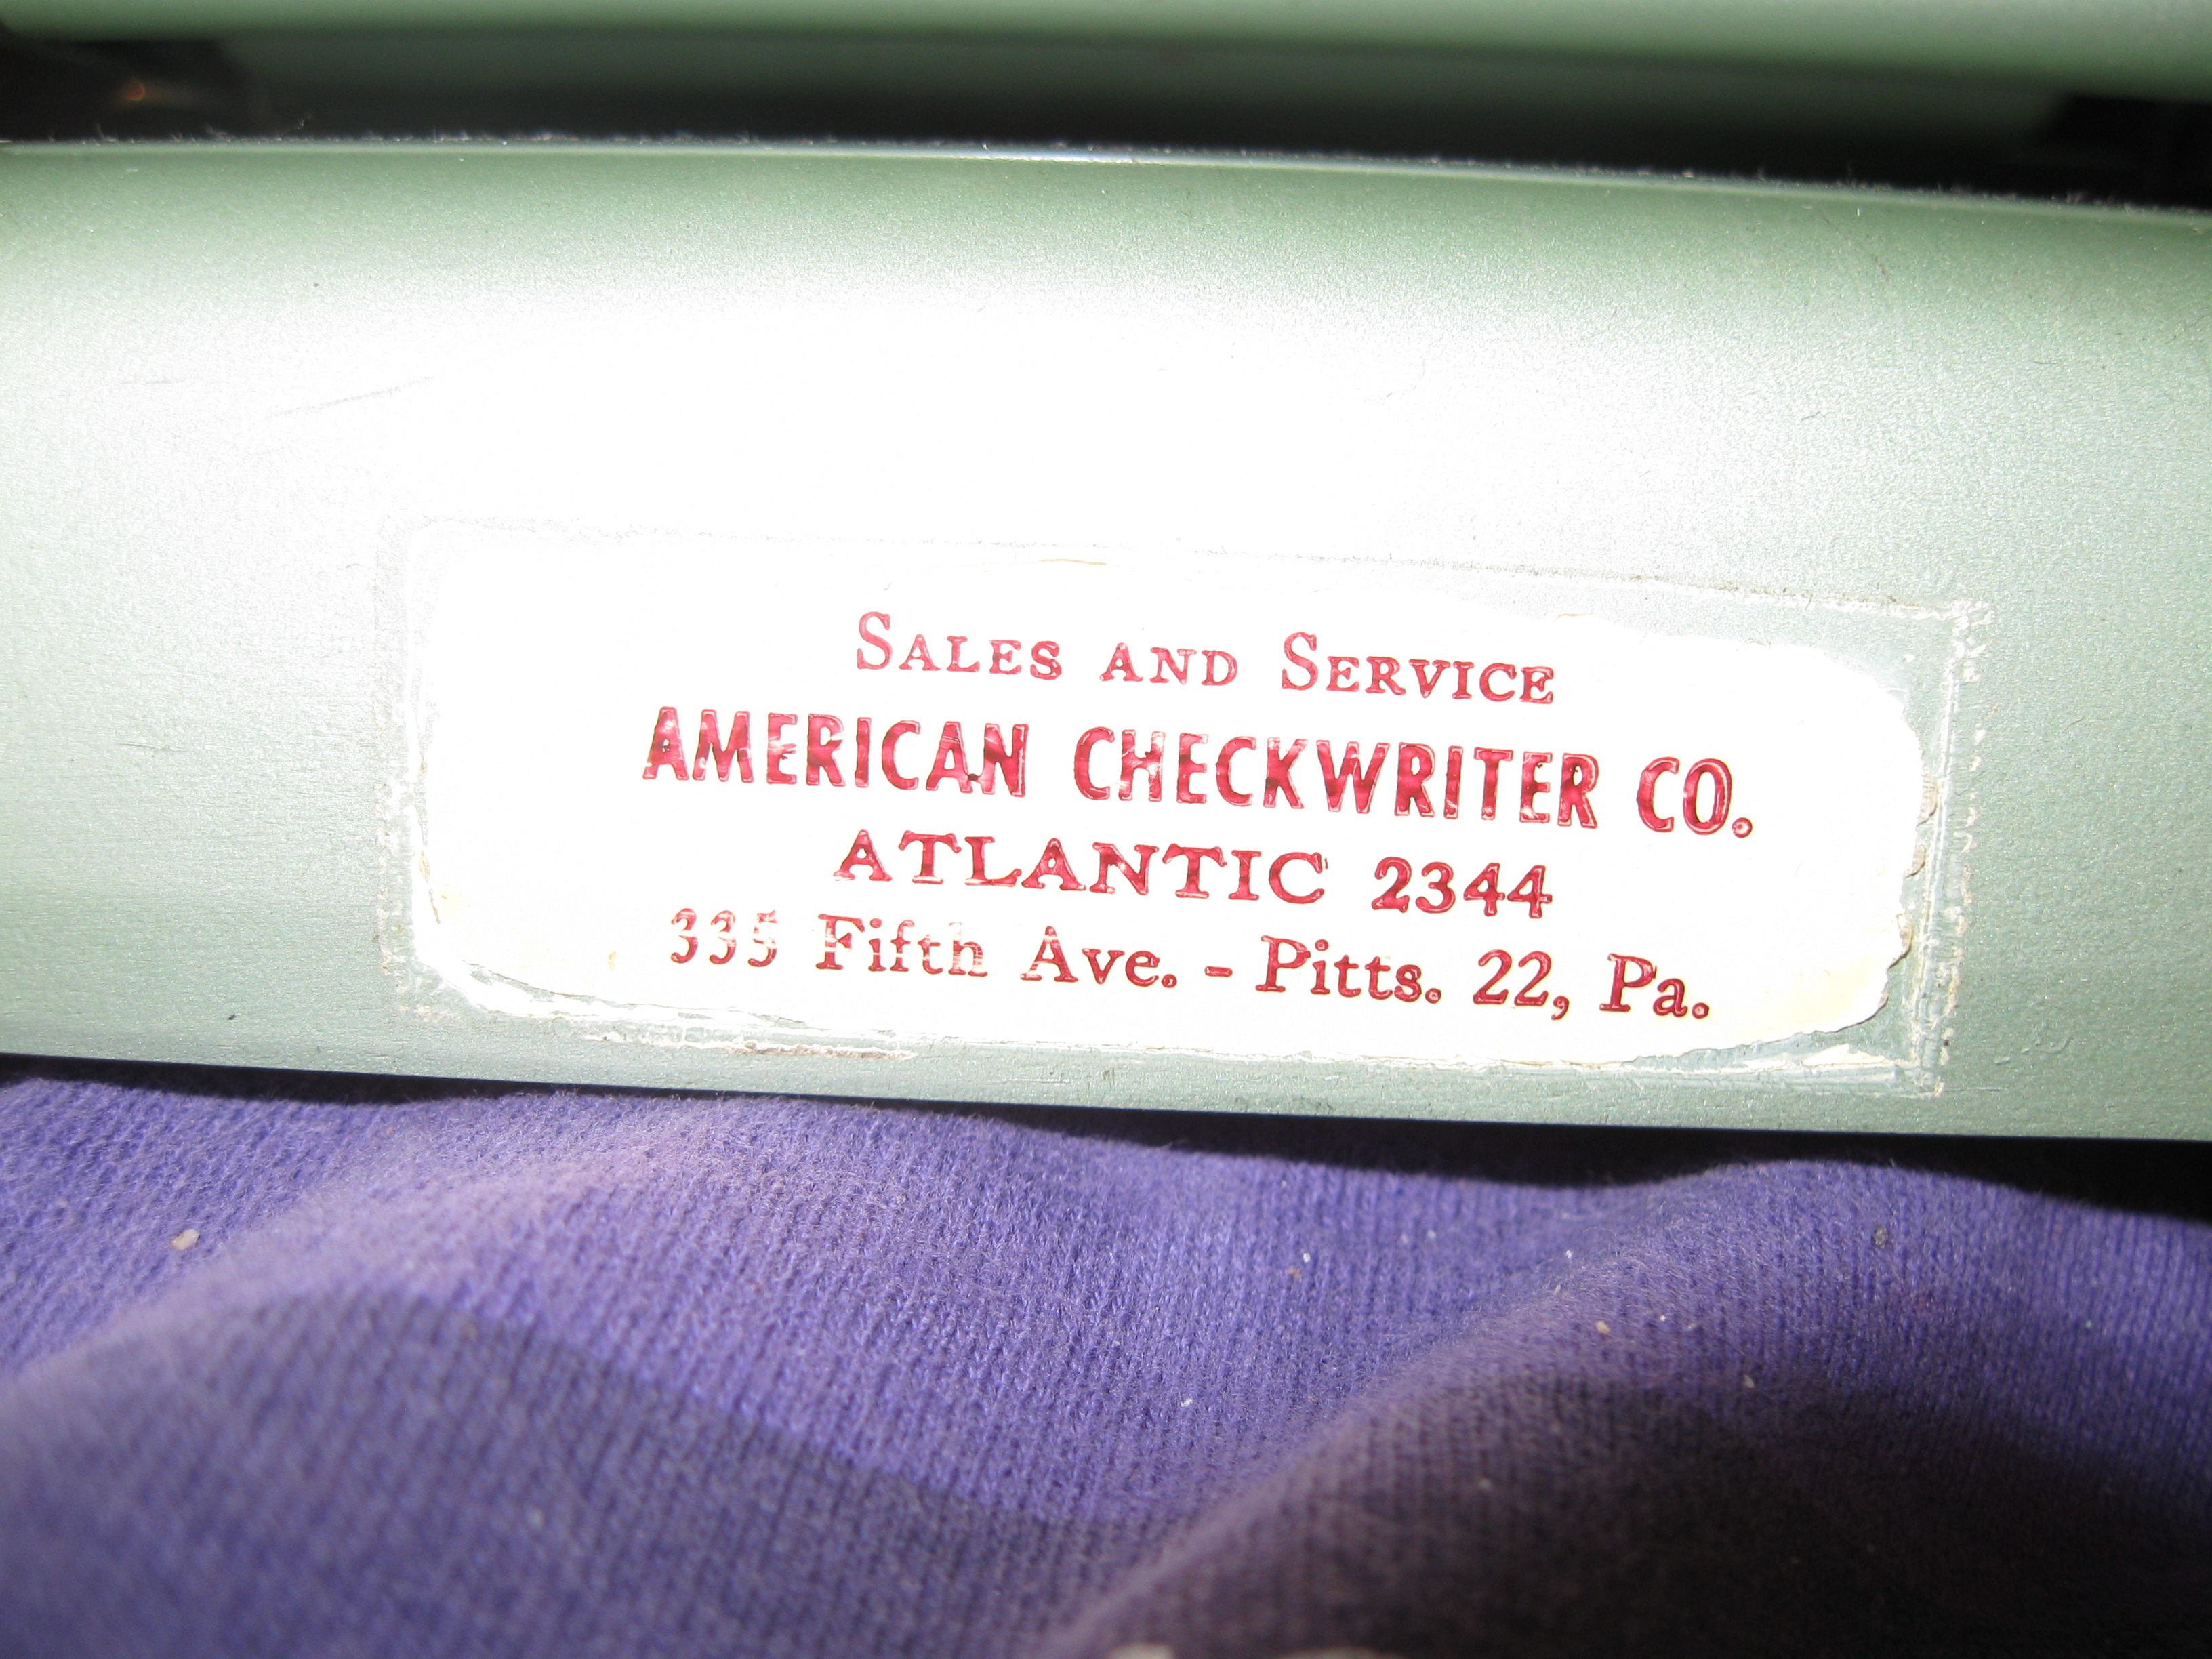 SALES AND SERVICE
AMERICAN CHECKWRITER CO.
ATLANTIC 2344
335 Fifth Ave. - Pitts. 22, Pa.